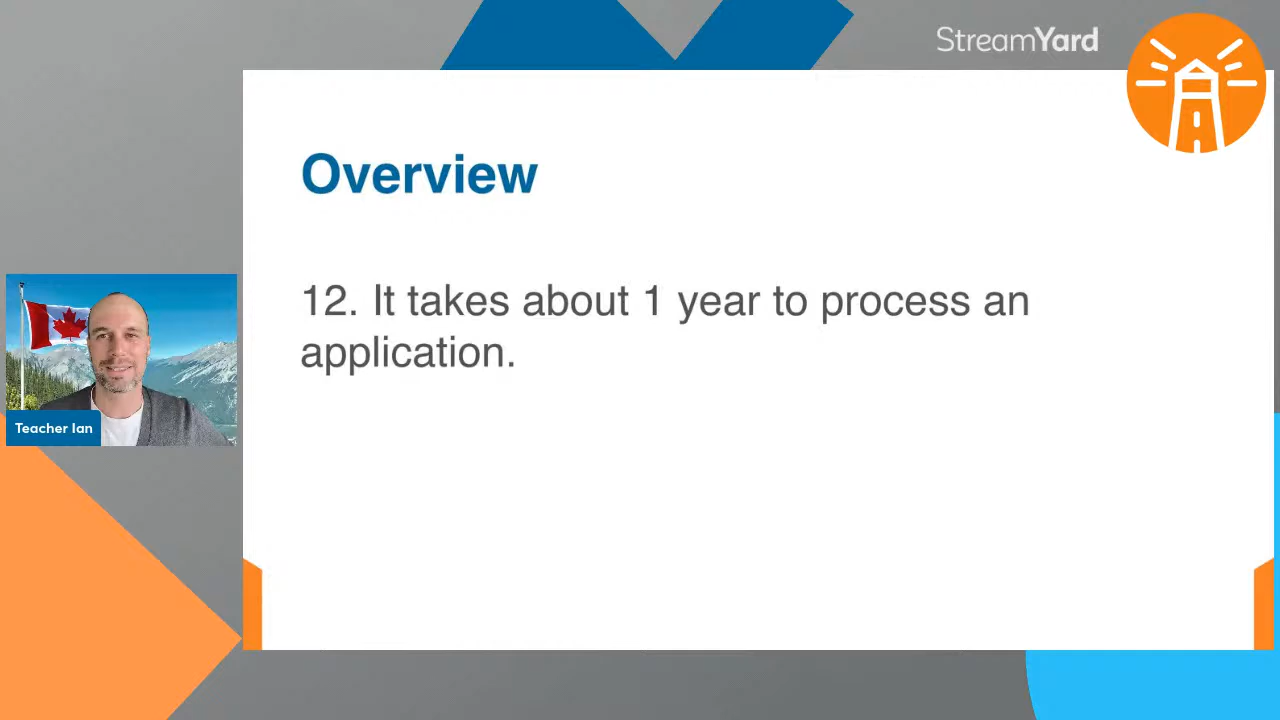 StreamYard
Overview
12. It takes about 1 year to process an
application.
Teacher Ian